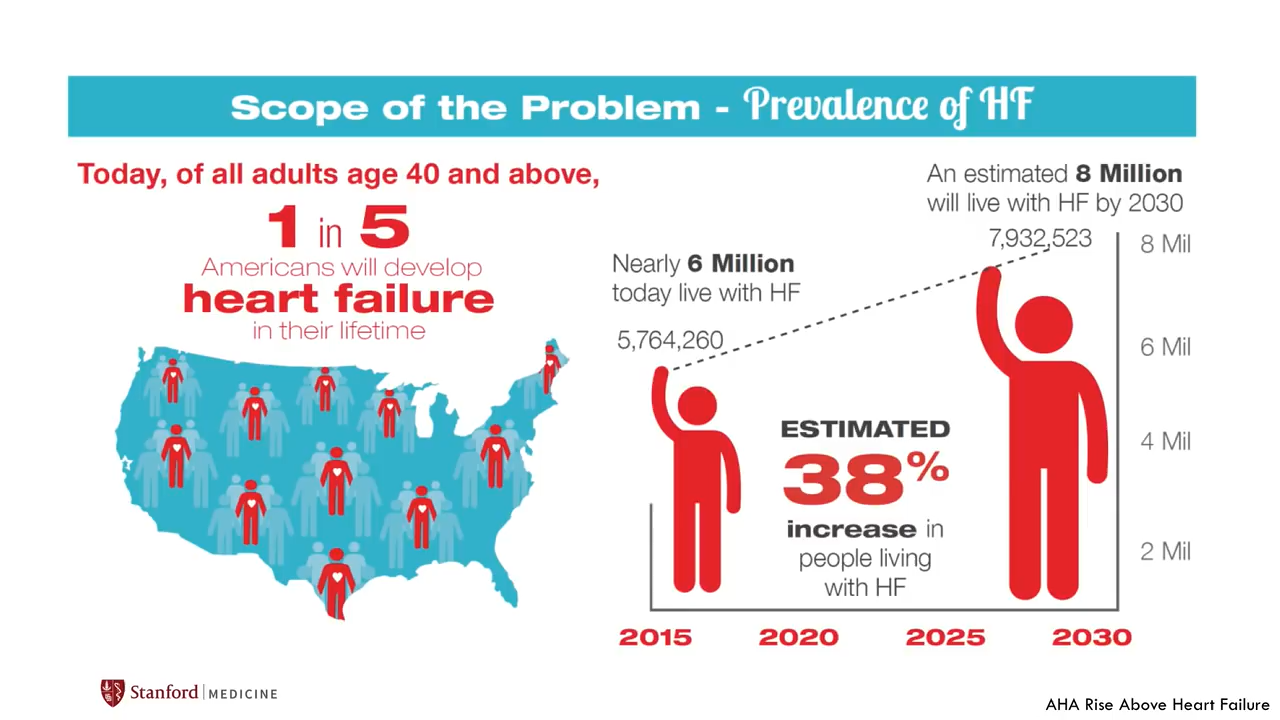 Scope of the Problem - Prevalence of HF
Today, of all adults age 40 and above,
1 in 5
Americans will develop
heart failure
in their lifetime
An estimated 8 Million
will live with HF by 2030
7,932,523
Nearly 6 Million
today live with HF
5,764,260
8 Mil
6 Mil
4 Mil
2 Mil
ESTIMATED
38%
increase in
people living
with HF
2015 2020 2025 2030
Stanford MEDICINE
AHA Rise Above Heart Failure